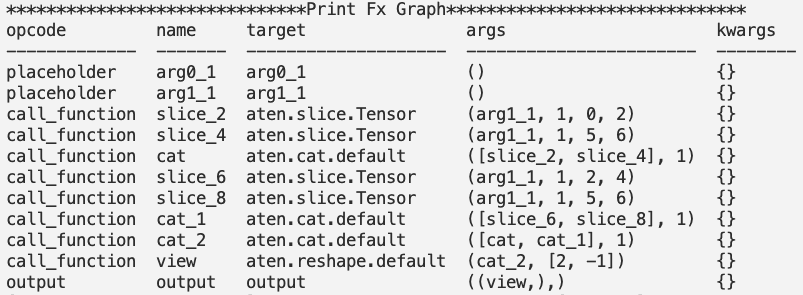 ******************************Print Fx Graph******************************
opcode         name     target                args                     kwargs
-------------  -------  --------------------  -----------------------  --------
placeholder    arg0_1   arg0_1                ()                       {}
placeholder    arg1_1   arg1_1                ()                       {}
call_function  slice_2  aten.slice.Tensor     (arg1_1, 1, 0, 2)        {}
call_function  slice_4  aten.slice.Tensor     (arg1_1, 1, 5, 6)        {}
call_function  cat      aten.cat.default      ([slice_2, slice_4], 1)  {}
call_function  slice_6  aten.slice.Tensor     (arg1_1, 1, 2, 4)        {}
call_function  slice_8  aten.slice.Tensor     (arg1_1, 1, 5, 6)        {}
call_function  cat_1    aten.cat.default      ([slice_6, slice_8], 1)  {}
call_function  cat_2    aten.cat.default      ([cat, cat_1], 1)        {}
call_function  view     aten.reshape.default  (cat_2, [2, -1])         {}
output         output   output                ((view,),)               {}